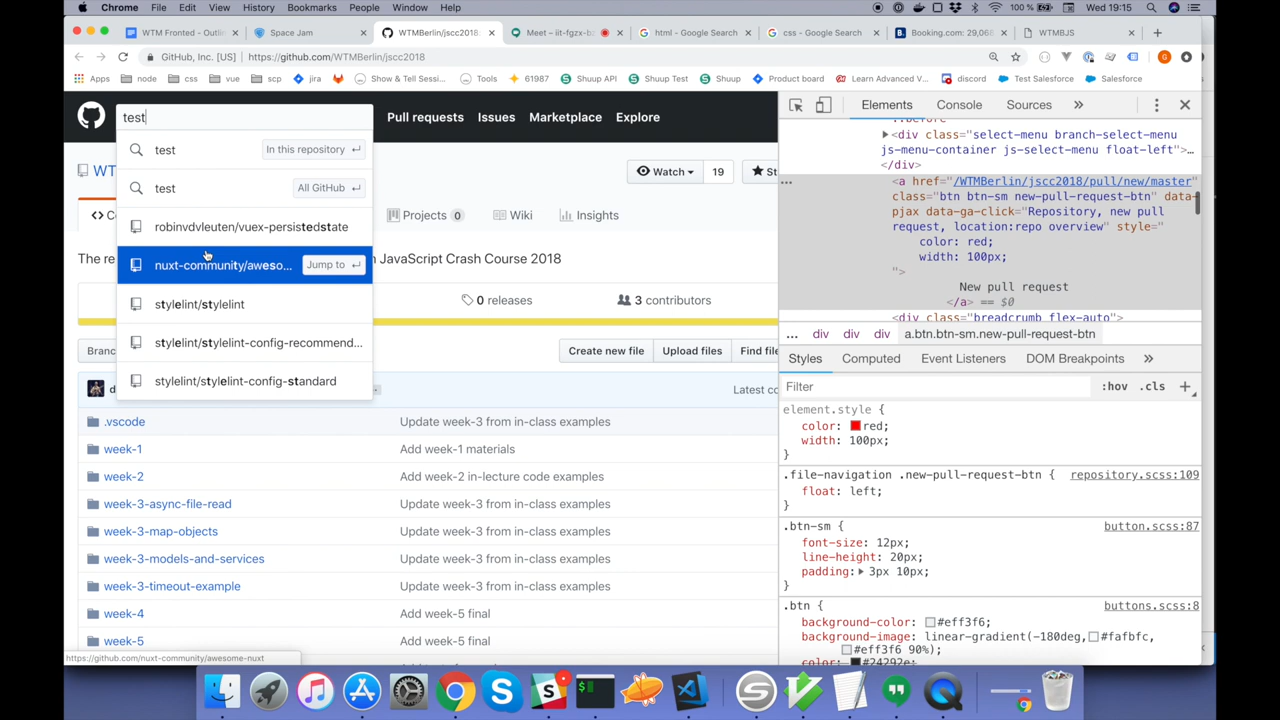 Chrome File Edit View History Bookmarks People Window Help 100 % Wed 19:15
WTM Fronted - Outlin Space Jam WTMBerlin/jscc2018: Meet – iit-fgzx-b html - Google Search css - Google Search Booking.com: 29,06 WTMBJS
GitHub, Inc. [US] https://github.com/WTMBerlin/jscc2018
Apps node css vue scp jira Show & Tell Sessi... Tools 61987 Shuup API Shuup Test Shuup Product board Learn Advanced V... discord Test Salesforce Salesforce
test
Pull requests Issues Marketplace Explore
test In this repository
test All GitHub
robinvdvleuten/vuex-persistedstate
nuxt-community/aweso... Jump to
stylelint/stylelint
stylelint/stylelint-config-recommend...
stylelint/stylelint-config-standard
WT
Watch 19 St
Projects 0 Wiki Insights
The re
JavaScript Crash Course 2018
0 releases 3 contributors
Branc
Create new file Upload files Find file
Latest co
.vscode Update week-3 from in-class examples
week-1 Add week-1 materials
week-2 Add week-2 in-lecture code examples
week-3-async-file-read Update week-3 from in-class examples
week-3-map-objects Update week-3 from in-class examples
week-3-models-and-services Update week-3 from in-class examples
week-3-timeout-example Update week-3 from in-class examples
week-4 Add week-5 final
week-5 Add week-5 final
https://github.com/nuxt-community/awesome-nuxt
Elements Console Sources »
::before
<div class="select-menu branch-select-menu
js-menu-container js-select-menu float-left">…
</div>
<a href="/WTMBerlin/jscc2018/pull/new/master"
class="btn btn-sm new-pull-request-btn" data-
pjax data-ga-click="Repository, new pull
request, location:repo overview" style="
color: red;
width: 100px;
">
New pull request
</a> == $0
<div class="breadcrumb flex-auto">
... div div div a.btn.btn-sm.new-pull-request-btn
Styles Computed Event Listeners DOM Breakpoints »
Filter :hov .cls +
element.style {
color: red;
width: 100px;
}
.file-navigation .new-pull-request-btn { repository.scss:109
float: left;
}
.btn-sm { button.scss:87
font-size: 12px;
line-height: 20px;
padding: 3px 10px;
}
.btn { buttons.scss:8
background-color: #eff3f6;
background-image: linear-gradient(-180deg,#fafbfc,
#eff3f6 90%);
color: #24292e;